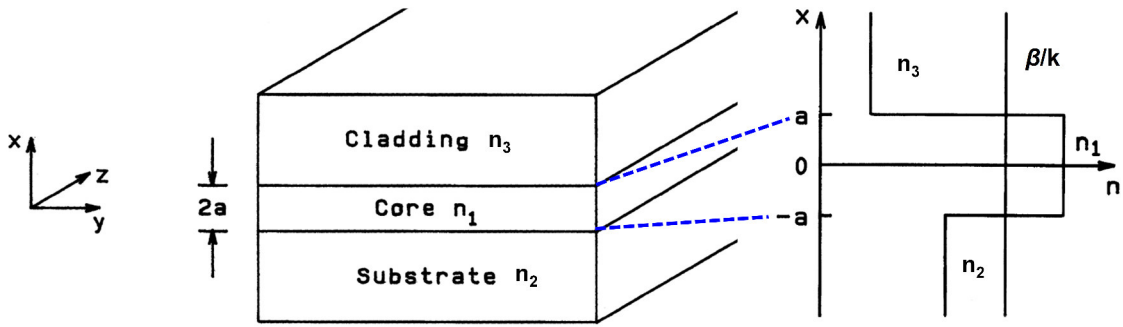 x
z
y
2a
Cladding n3
Core n1
Substrate n2
x
a
0
-a
n3
β/k
n1
n
n2